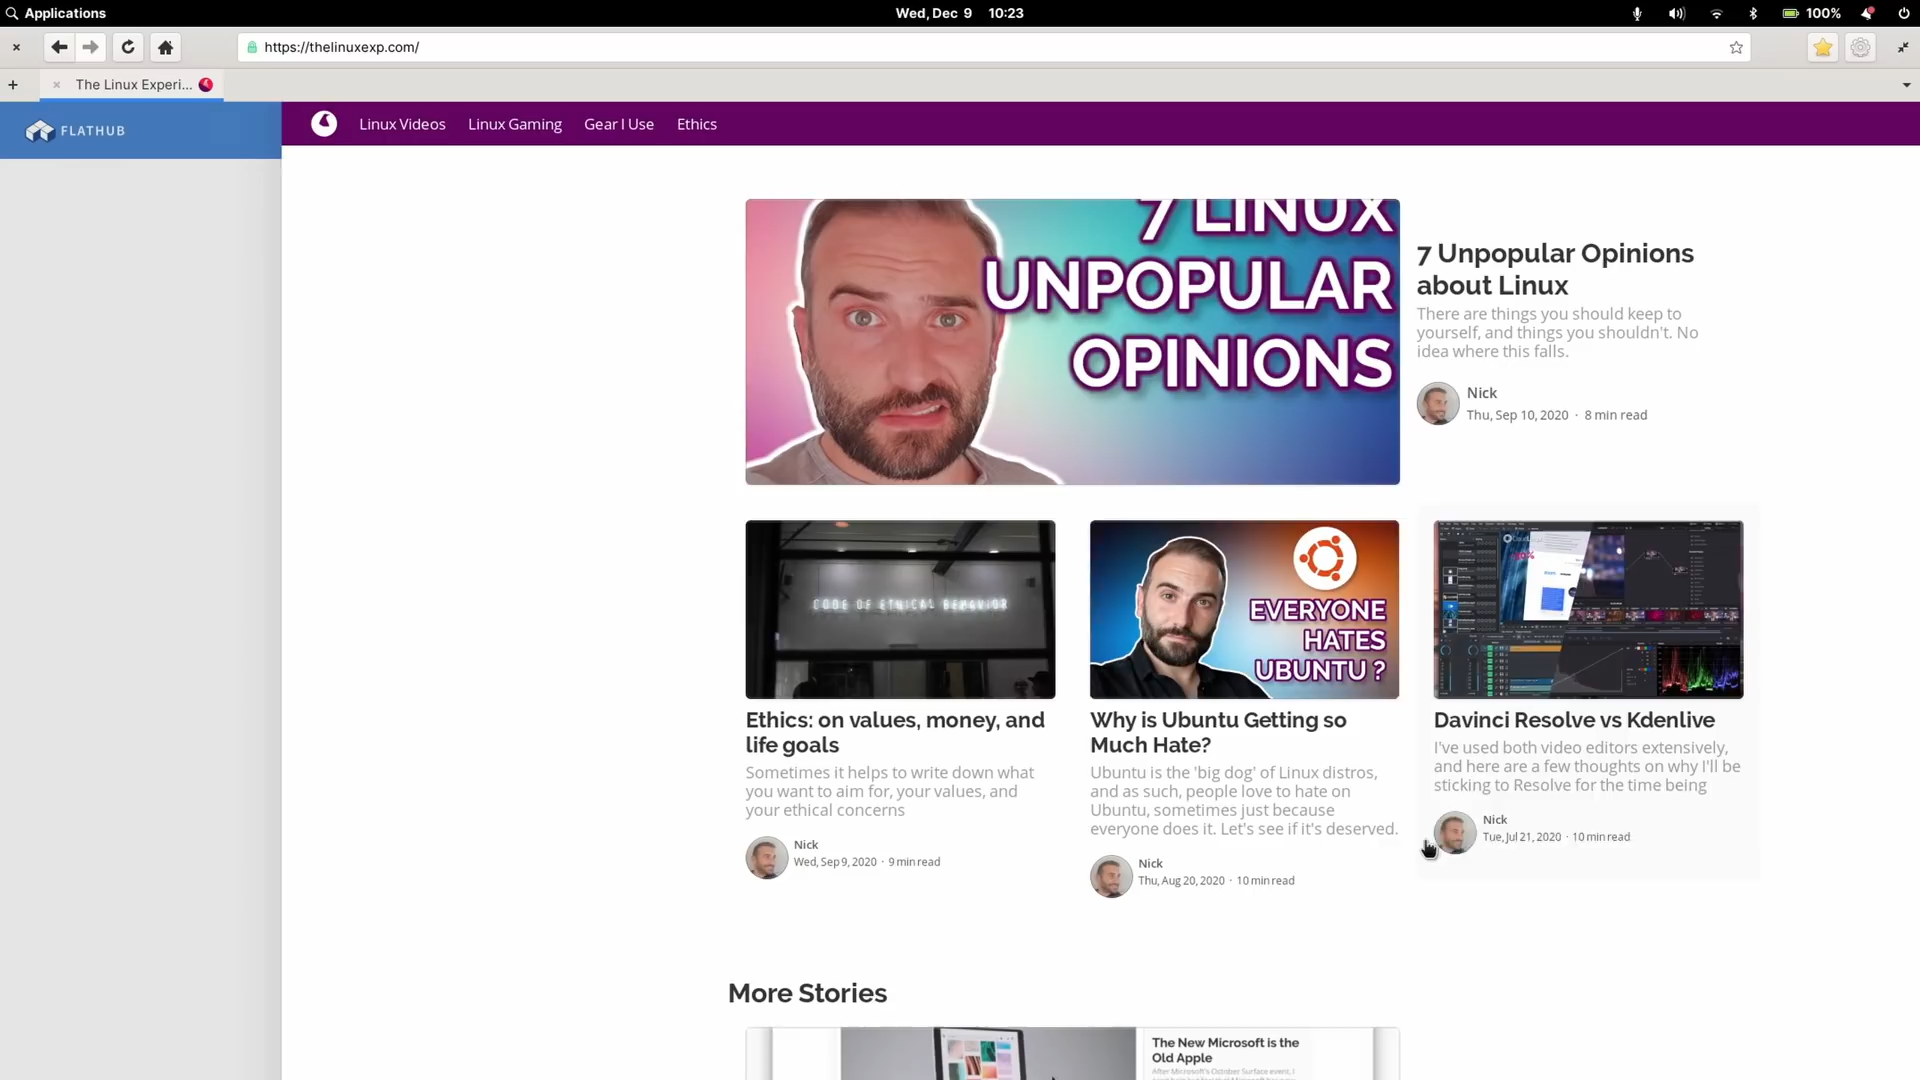 Applications
Wed, Dec 9 10:23
100%
https://thelinuxexp.com/
The Linux Experi...
FLATHUB
Linux Videos Linux Gaming Gear I Use Ethics
7 LINUX
UNPOPULAR
OPINIONS
7 Unpopular Opinions
about Linux
There are things you should keep to
yourself, and things you shouldn't. No
idea where this falls.
Nick
Thu, Sep 10, 2020 · 8 min read
CODE OF ETHICAL BEHAVIOR
Ethics: on values, money, and
life goals
Sometimes it helps to write down what
you want to aim for, your values, and
your ethical concerns
Nick
Wed, Sep 9, 2020 · 9 min read
EVERYONE
HATES
UBUNTU ?
Why is Ubuntu Getting so
Much Hate?
Ubuntu is the 'big dog' of Linux distros,
and as such, people love to hate on
Ubuntu, sometimes just because
everyone does it. Let's see if it's deserved.
Nick
Thu, Aug 20, 2020 · 10 min read
Davinci Resolve vs Kdenlive
I've used both video editors extensively,
and here are a few thoughts on why I'll be
sticking to Resolve for the time being
Nick
Tue, Jul 21, 2020 · 10 min read
More Stories
The New Microsoft is the
Old Apple
After Microsoft's October Surface event, I